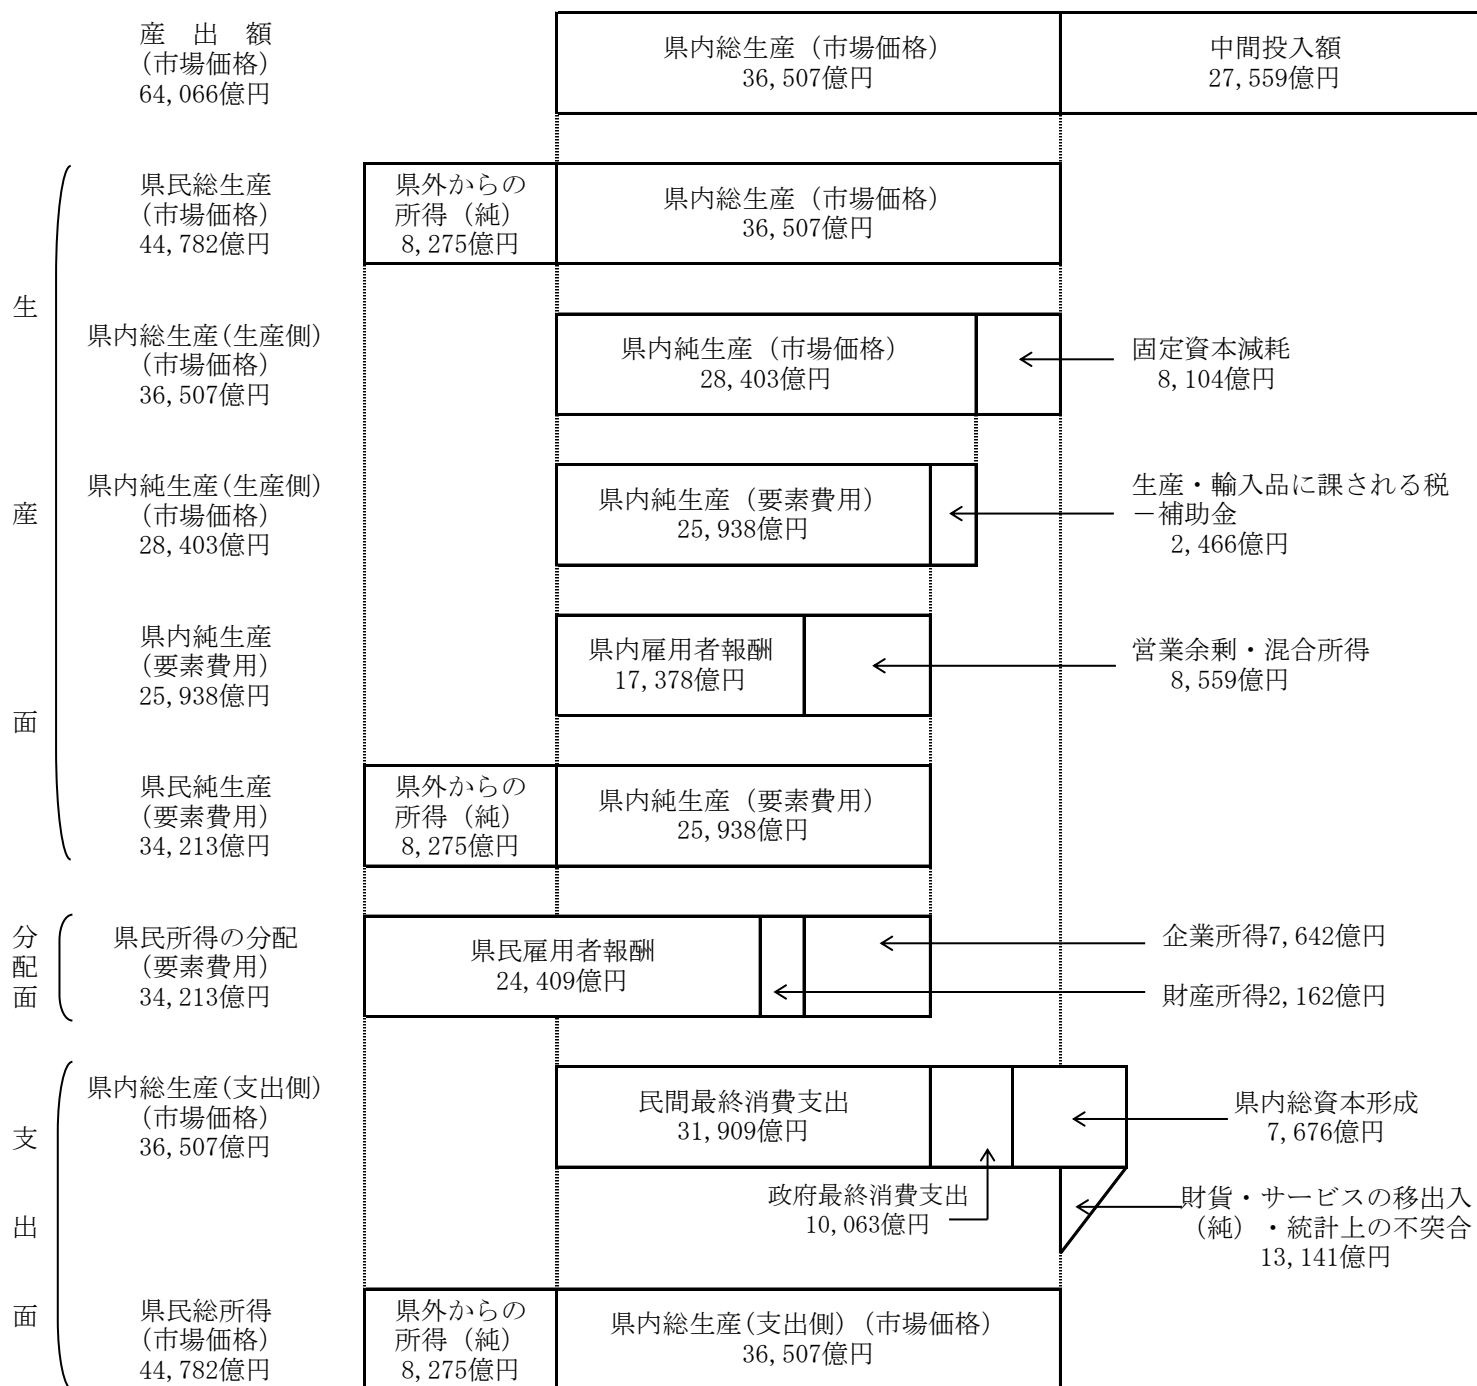 産　出　額
(市場価格)
64,066億円
県内総生産（市場価格）
36,507億円
中間投入額
27,559億円
生
産
面
県民総生産
(市場価格)
44,782億円
県外からの
所得（純）
8,275億円
県内総生産（市場価格）
36,507億円
県内総生産(生産側)
(市場価格)
36,507億円
県内純生産（市場価格）
28,403億円
固定資本減耗
8,104億円
県内純生産(生産側)
(市場価格)
28,403億円
県内純生産（要素費用）
25,938億円
生産・輸入品に課される税
－補助金
2,466億円
県内純生産
(要素費用)
25,938億円
県内雇用者報酬
17,378億円
営業余剰・混合所得
8,559億円
県民純生産
(要素費用)
34,213億円
県外からの
所得（純）
8,275億円
県内純生産（要素費用）
25,938億円
分
配
面
県民所得の分配
(要素費用)
34,213億円
県民雇用者報酬
24,409億円
企業所得7,642億円
財産所得2,162億円
支
出
面
県内総生産(支出側)
(市場価格)
36,507億円
民間最終消費支出
31,909億円
県内総資本形成
7,676億円
政府最終消費支出
10,063億円
財貨・サービスの移出入
（純）・統計上の不突合
13,141億円
県民総所得
(市場価格)
44,782億円
県外からの
所得（純）
8,275億円
県内総生産(支出側)（市場価格）
36,507億円